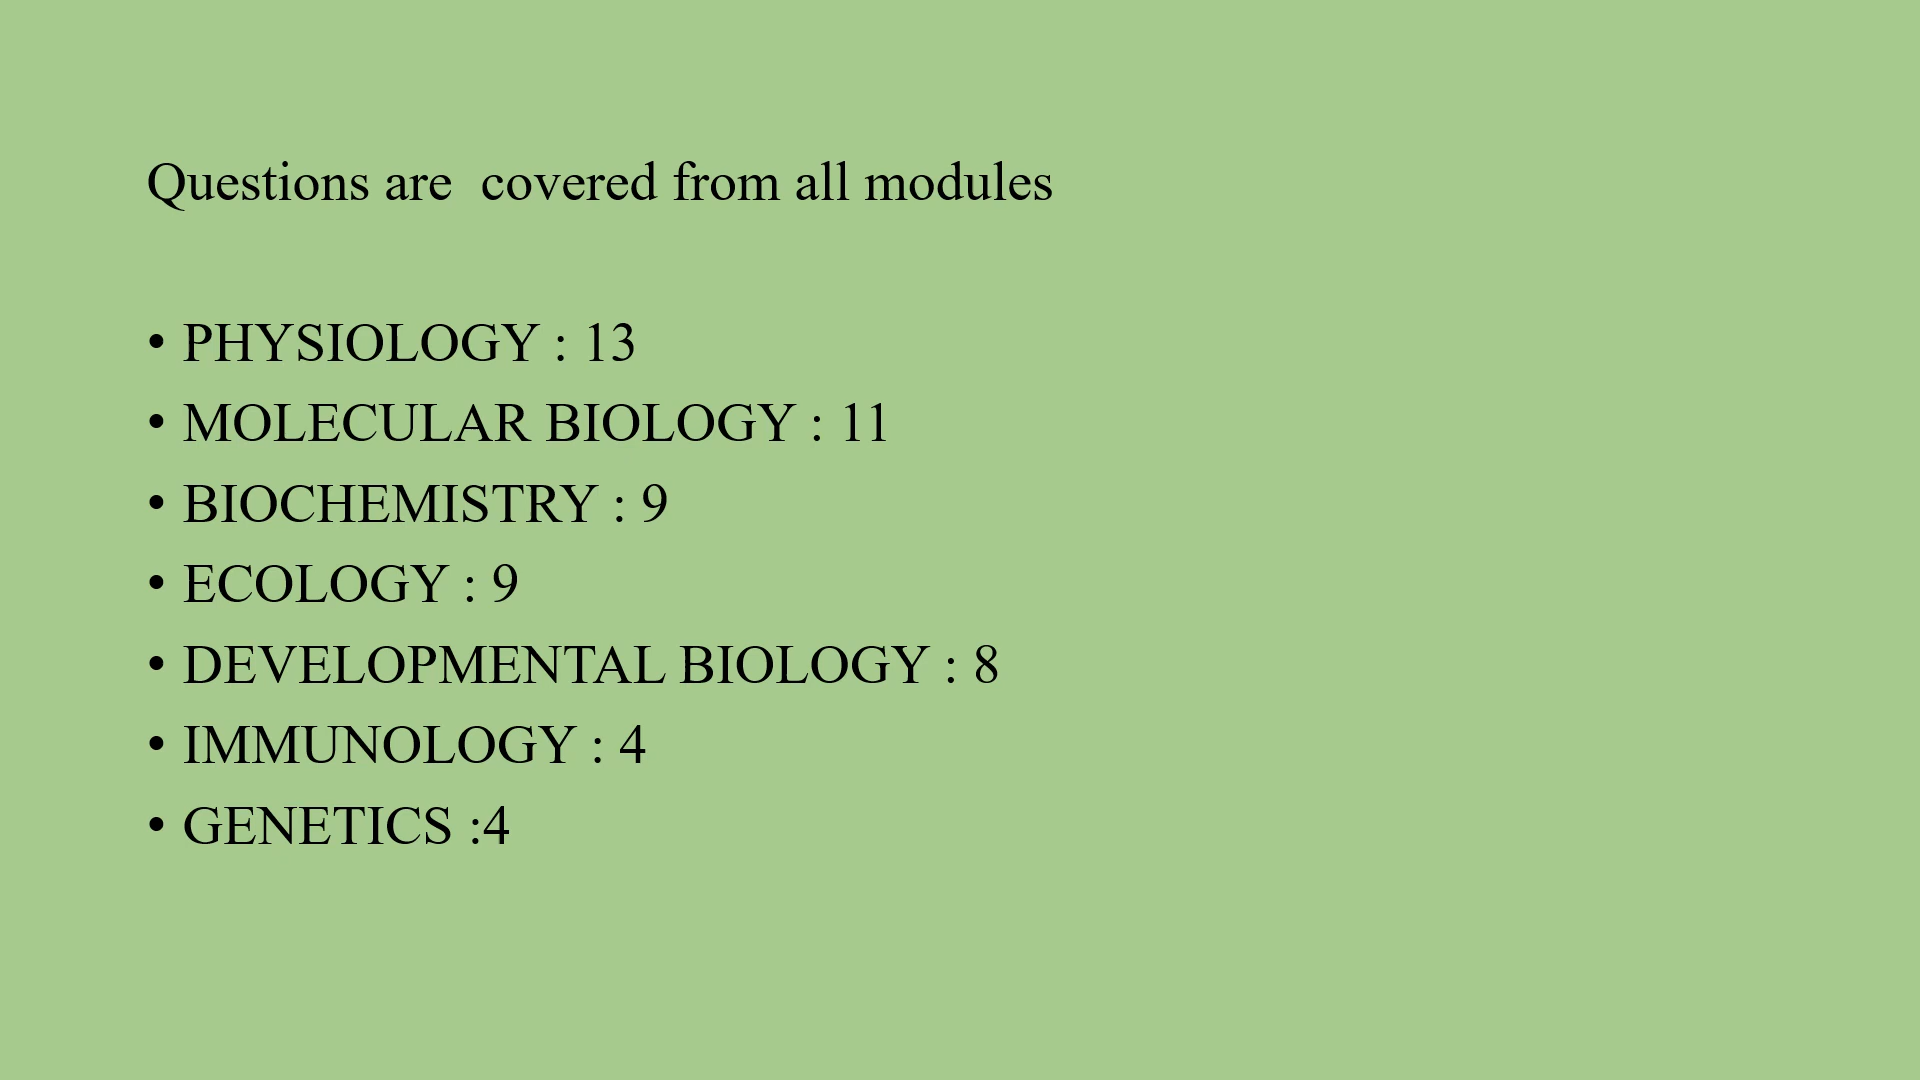 Questions are  covered from all modules
• PHYSIOLOGY : 13
• MOLECULAR BIOLOGY : 11
• BIOCHEMISTRY : 9
• ECOLOGY : 9
• DEVELOPMENTAL BIOLOGY : 8
• IMMUNOLOGY : 4
• GENETICS :4